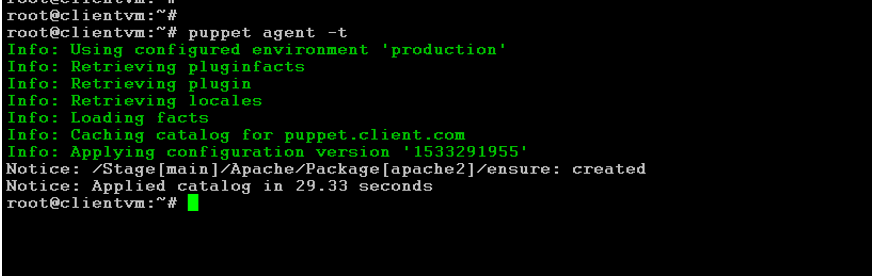 root@clientvm:~#
root@clientvm:~#
root@clientvm:~# puppet agent -t
Info: Using configured environment 'production'
Info: Retrieving pluginfacts
Info: Retrieving plugin
Info: Retrieving locales
Info: Loading facts
Info: Caching catalog for puppet.client.com
Info: Applying configuration version '1533291955'
Notice: /Stage[main]/Apache/Package[apache2]/ensure: created
Notice: Applied catalog in 29.33 seconds
root@clientvm:~#